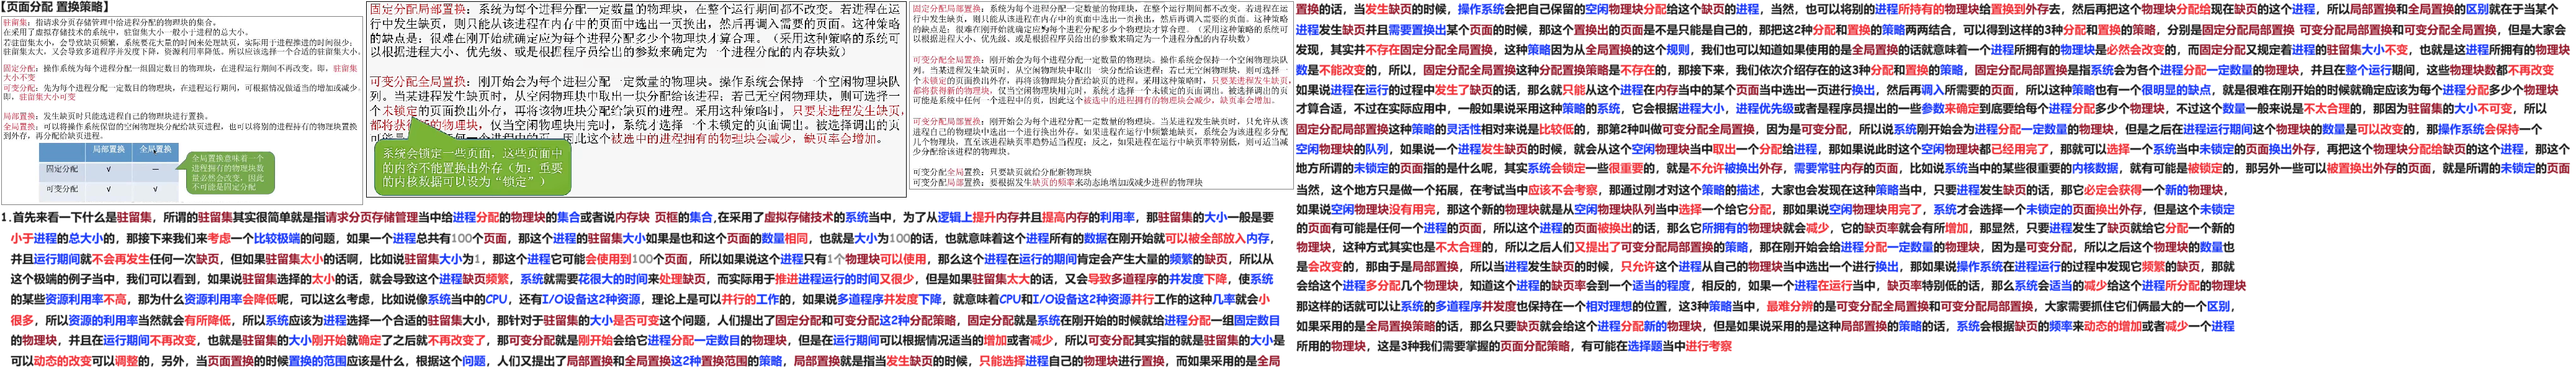 【页面分配 置换策略】
驻留集：指请求分页存储管理中给进程分配的物理块的集合。
在采用了虚拟存储技术的系统中，驻留集大小一般小于进程的总大小。
若驻留集太小，会导致缺页频繁，系统要花大量的时间来处理缺页，实际用于进程推进的时间很少，
驻留集太大，又会导致多道程序并发度下降，资源利用率降低。所以应该选择一个合适的驻留集大小。
固定分配：操作系统为每个进程分配一组固定数目的物理块，在进程运行期间不再改变。即，驻留集
大小不变
可变分配：先为每个进程分配一定数目的物理块，在进程运行期间，可根据情况做适当的增加或减少。
即，驻留集大小可变
局部置换：发生缺页时只能选进程自己的物理块进行置换。
全局置换：可以将操作系统保留的空闲物理块分配给缺页进程，也可以将别的进程持有的物理块置换
到外存，再分配给缺页进程。
局部置换 全局置换
固定分配 √ —
可变分配 √ √
全局置换意味着一个
进程拥有的物理块数
量必然会改变，因此
不可能是固定分配
固定分配局部置换：系统为每个进程分配一定数量的物理块，在整个运行期间都不改变。若进程在运
行中发生缺页，则只能从该进程在内存中的页面中选出一页换出，然后再调入需要的页面。这种策略
的缺点是：很难在刚开始就确定应为每个进程分配多少个物理块才算合理。（采用这种策略的系统可
以根据进程大小、优先级、或是根据程序员给出的参数来确定为一个进程分配的内存块数）
可变分配全局置换：刚开始会为每个进程分配一定数量的物理块。操作系统会保持一个空闲物理块队
列。当某进程发生缺页时，从空闲物理块中取出一块分配给该进程；若已无空闲物理块，则可选择一
个未锁定的页面换出外存，再将该物理块分配给缺页的进程。采用这种策略时，只要某进程发生缺页，
都将获 的物理块，仅当空闲物理块用完时，系统才选择一个未锁定的页面调出。被选择调出的页
可能是 何一个进程中的页，因此这个被选中的进程拥有的物理块会减少，缺页率会增加。
系统会锁定一些页面，这些页面中
的内容不能置换出外存（如：重要
的内核数据可以设为“锁定”）
固定分配局部置换：系统为每个进程分配一定数量的物理块，在整个运行期间都不改变。若进程在运
行中发生缺页，则只能从该进程在内存中的页面中选出一页换出，然后再调入需要的页面。这种策略
的缺点是：很难在刚开始就确定应为每个进程分配多少个物理块才算合理。（采用这种策略的系统可
以根据进程大小、优先级、或是根据程序员给出的参数来确定为一个进程分配的内存块数）
可变分配全局置换：刚开始会为每个进程分配一定数量的物理块。操作系统会保持一个空闲物理块队
列。当某进程发生缺页时，从空闲物理块中取出一块分配给该进程；若已无空闲物理块，则可选择一
个未锁定的页面换出外存，再将该物理块分配给缺页的进程。采用这种策略时，只要某进程发生缺页，
都将获得新的物理块，仅当空闲物理块用完时，系统才选择一个未锁定的页面调出。被选择调出的页
可能是系统中任何一个进程中的页，因此这个被选中的进程拥有的物理块会减少，缺页率会增加。
可变分配局部置换：刚开始会为每个进程分配一定数量的物理块。当某进程发生缺页时，只允许从该
进程自己的物理块中选出一个进行换出外存。如果进程在运行中频繁地缺页，系统会为该进程多分配
几个物理块，直至该进程缺页率趋势适当程度；反之，如果进程在运行中缺页率特别低，则可适当减
少分配给该进程的物理块。
可变分配全局置换：只要缺页就给分配新物理块
可变分配局部置换：要根据发生缺页的频率来动态地增加或减少进程的物理块
1.首先来看一下什么是驻留集，所谓的驻留集其实很简单就是指请求分页存储管理当中给进程分配的物理块的集合或者说内存块 页框的集合,在采用了虚拟存储技术的系统当中，为了从逻辑上提升内存并且提高内存的利用率，那驻留集的大小一般是要
小于进程的总大小的，那接下来我们来考虑一个比较极端的问题，如果一个进程总共有100个页面，那这个进程的驻留集大小如果是也和这个页面的数量相同，也就是大小为100的话，也就意味着这个进程所有的数据在刚开始就可以被全部放入内存，
并且运行期间就不会再发生任何一次缺页，但如果驻留集太小的话啊，比如说驻留集大小为1，那这个进程它可能会使用到100个页面，所以如果说这个进程只有1个物理块可以使用，那么这个进程在运行的期间肯定会产生大量的频繁的缺页，所以从
这个极端的例子当中，我们可以看到，如果说驻留集选择的太小的话，就会导致这个进程缺页频繁，系统就需要花很大的时间来处理缺页，而实际用于推进进程运行的时间又很少，但是如果驻留集太大的话，又会导致多道程序的并发度下降，使系统
的某些资源利用率不高，那为什么资源利用率会降低呢，可以这么考虑，比如说像系统当中的CPU，还有I/O设备这2种资源，理论上是可以并行的工作的，如果说多道程序并发度下降，就意味着CPU和I/O设备这2种资源并行工作的这种几率就会小
很多，所以资源的利用率当然就会有所降低，所以系统应该为进程选择一个合适的驻留集大小，那针对于驻留集的大小是否可变这个问题，人们提出了固定分配和可变分配这2种分配策略，固定分配就是系统在刚开始的时候就给进程分配一组固定数目
的物理块，并且在运行期间不再改变，也就是驻留集的大小刚开始就确定了之后就不再改变了，那可变分配就是刚开始会给它进程分配一定数目的物理块，但是在运行期间可以根据情况适当的增加或者减少，所以可变分配其实指的就是驻留集的大小是
可以动态的改变可以调整的，另外，当页面置换的时候置换的范围应该是什么，根据这个问题，人们又提出了局部置换和全局置换这2种置换范围的策略，局部置换就是指当发生缺页的时候，只能选择进程自己的物理块进行置换，而如果采用的是全局
置换的话，当发生缺页的时候，操作系统会把自己保留的空闲物理块分配给这个缺页的进程，当然，也可以将别的进程所持有的物理块给置换到外存去，然后再把这个物理块分配给现在缺页的这个进程，所以局部置换和全局置换的区别就在于当某个
进程发生缺页并且需要置换出某个页面的时候，那这个置换出的页面是不是只能是自己的，那把这2种分配和置换的策略两两结合，可以得到这样的3种分配和置换的策略，分别是固定分配局部置换 可变分配局部置换和可变分配全局置换，但是大家会
发现，其实并不存在固定分配全局置换，这种策略因为从全局置换的这个规则，我们也可以知道如果使用的是全局置换的话就意味着一个进程所拥有的物理块是必然会改变的，而固定分配又规定着进程的驻留集大小不变，也就是这个进程所拥有的物理块
数是不能改变的，所以，固定分配全局置换这种分配置换策略是不存在的，那接下来，我们依次介绍存在的这3种分配和置换的策略，固定分配局部置换是指系统会为各个进程分配一定数量的物理块，并且在整个运行期间，这些物理块数都不再改变
如果说进程在运行的过程中发生了缺页的话，那么就只能从这个进程在内存当中的某个页面当中选出一页进行换出，然后再调入所需要的页面，所以这种策略也有一个很明显的缺点，就是很难在刚开始的时候就确定应该为每个进程分配多少个物理块
才算合适，不过在实际应用中，一般如果说采用这种策略的系统，它会根据进程大小，进程优先级或者是程序员提出的一些参数来确定到底要给每个进程分配多少个物理块，不过这个数量一般来说是不太合理的，那因为驻留集的大小不可变，所以
固定分配局部置换这种策略的灵活性相对来说是比较低的，那第2种叫做可变分配全局置换，因为是可变分配，所以说系统刚开始会为进程分配一定数量的物理块，但是之后在进程运行期间这个物理块的数量是可以改变的，那操作系统会保持一个
空闲物理块的队列，如果说一个进程发生缺页的时候，就会从这个空闲物理块当中取出一个分配给进程，那如果说此时这个空闲物理块都已经用完了，那就可以选择一个系统当中未锁定的页面换出外存，再把这个物理块分配给缺页的这个进程，那这个
地方所谓的未锁定的页面指的是什么呢，其实系统会锁定一些很重要的，就是不允许被换出外存，需要常驻内存的页面，比如说系统当中的某些很重要的内核数据，就有可能是被锁定的，那另外一些可以被置换出外存的页面，就是所谓的未锁定的页面
当然，这个地方只是做一个拓展，在考试当中应该不会考察，那通过刚才对这个策略的描述，大家也会发现在这种策略当中，只要进程发生缺页的话，那它必定会获得一个新的物理块，
如果说空闲物理块没有用完，那这个新的物理块就是从空闲物理块队列当中选择一个给它分配，那如果说空闲物理块用完了，系统才会选择一个未锁定的页面换出外存，但是这个未锁定
的页面有可能是任何一个进程的页面，所以这个进程的页面被换出的话，那么它所拥有的物理块就会减少，它的缺页率就会有所增加，那显然，只要进程发生了缺页就给它分配一个新的
物理块，这种方式其实也是不太合理的，所以之后人们又提出了可变分配局部置换的策略，那在刚开始会给进程分配一定数量的物理块，因为是可变分配，所以之后这个物理块的数量也
是会改变的，那由于是局部置换，所以当进程发生缺页的时候，只允许这个进程从自己的物理块当中选出一个进行换出，那如果说操作系统在进程运行的过程中发现它频繁的缺页，那就
会给这个进程多分配几个物理块，知道这个进程的缺页率会到一个适当的程度，相反的，如果一个进程在运行当中，缺页率特别低的话，那么系统会适当的减少给这个进程所分配的物理块
那这样的话就可以让系统的多道程序并发度也保持在一个相对理想的位置，这3种策略当中，最难分辨的是可变分配全局置换和可变分配局部置换，大家需要抓住它们俩最大的一个区别，
如果采用的是全局置换策略的话，那么只要缺页就会给这个进程分配新的物理块，但是如果说采用的是这种局部置换的策略的话，系统会根据缺页的频率来动态的增加或者减少一个进程
所用的物理块，这是3种我们需要掌握的页面分配策略，有可能在选择题当中进行考察